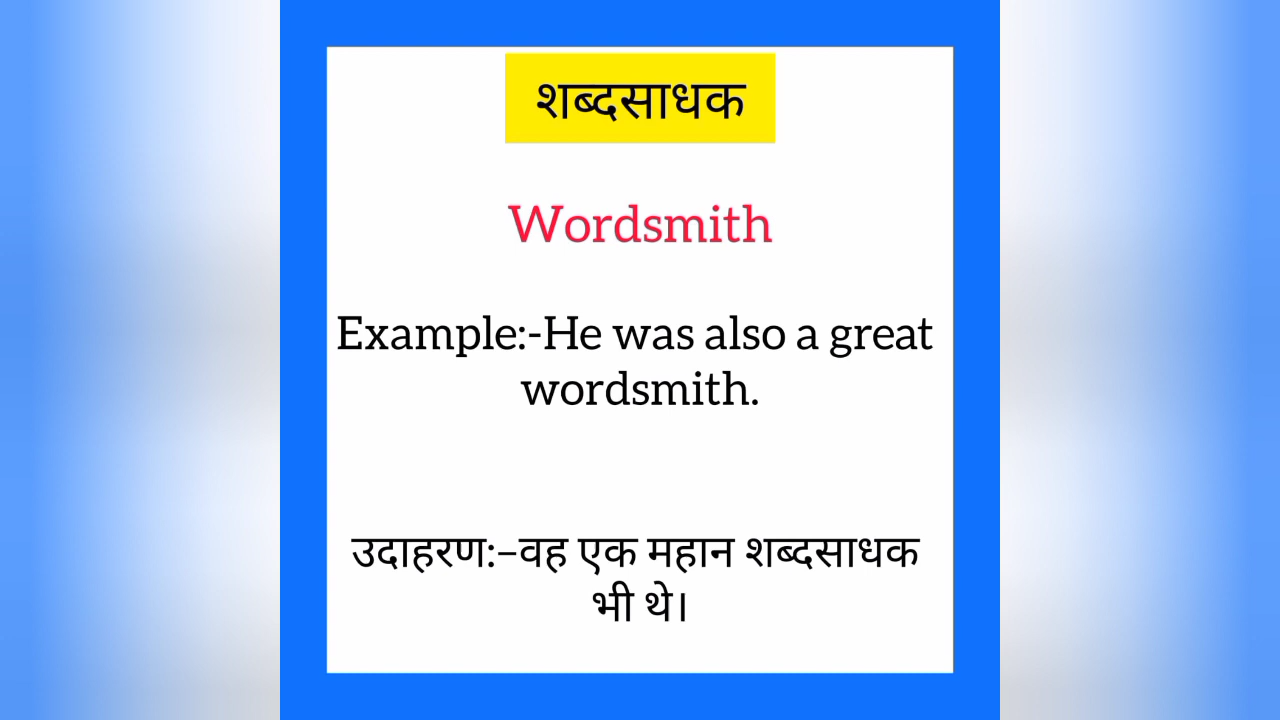 शब्दसाधक
Wordsmith
Example:-He was also a great
wordsmith.
उदाहरण:–वह एक महान शब्दसाधक
भी थे।